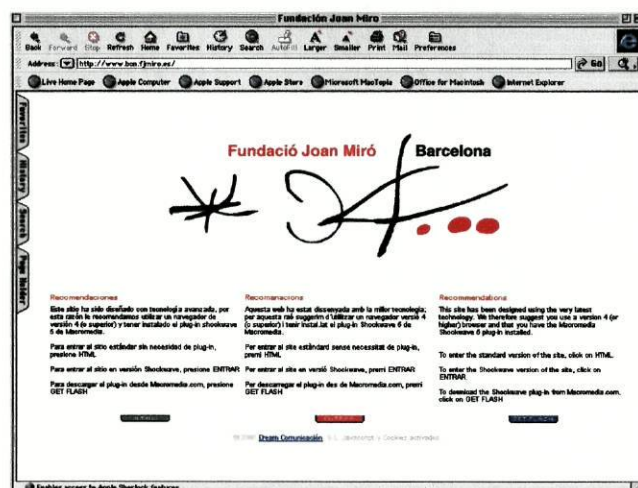 Fundación Joan Miro
Back Forward Stop Refresh Home Favorites History Search AutoFill Larger Smaller Print Mail Preferences
Address: http://www.bcn.fjmiro.es/ Go
Live Home Page Apple Computer Apple Support Apple Store Microsoft MacTopia Office for Macintosh Internet Explorer
Favorites
History
Search
Page Holder
Fundació Joan Miró Barcelona
Recomendaciones
Este sitio ha sido diseñado con tecnología avanzada, por
esta razón le recomendamos utilizar un navegador de
versión 4 (o superior) y tener instalado el plug-in shockwave
6 de Macromedia.
Para entrar al sitio estándar sin necesidad de plug-in,
presione HTML
Para entrar al sitio en versión Shockwave, presione ENTRAR
Para descargar el plug-in desde Macromedia.com, presione
GET FLASH
Recomanacions
Aquesta web ha estat dissenyada amb la millor tecnologia;
per aquesta raó suggerim d'utilitzar un navegador versió 4
(o superior) i tenir instal.lat el plug-in Shockwave 6 de
Macromedia.
Per entrar al site estàndard sense necessitat de plug-in,
premi HTML
Per entrar al site en versió Shockwave, premi ENTRAR
Per descarregar el plug-in des de Macromedia.com, premi
GET FLASH
Recommendations
This site has been designed using the very latest
technology. We therefore suggest you use a version 4 (or
higher) browser and that you have the Macromedia
Shockwave 6 plug-in installed.
To enter the standard version of the site, click on HTML.
To enter the Shockwave version of the site, click on
ENTRAR.
To download the Shockwave plug-in from Macromedia.com,
click on GET FLASH
Dream Comunicación, S.L. JavaScript y Cookies activados
Enables access to Apple Sherlock features